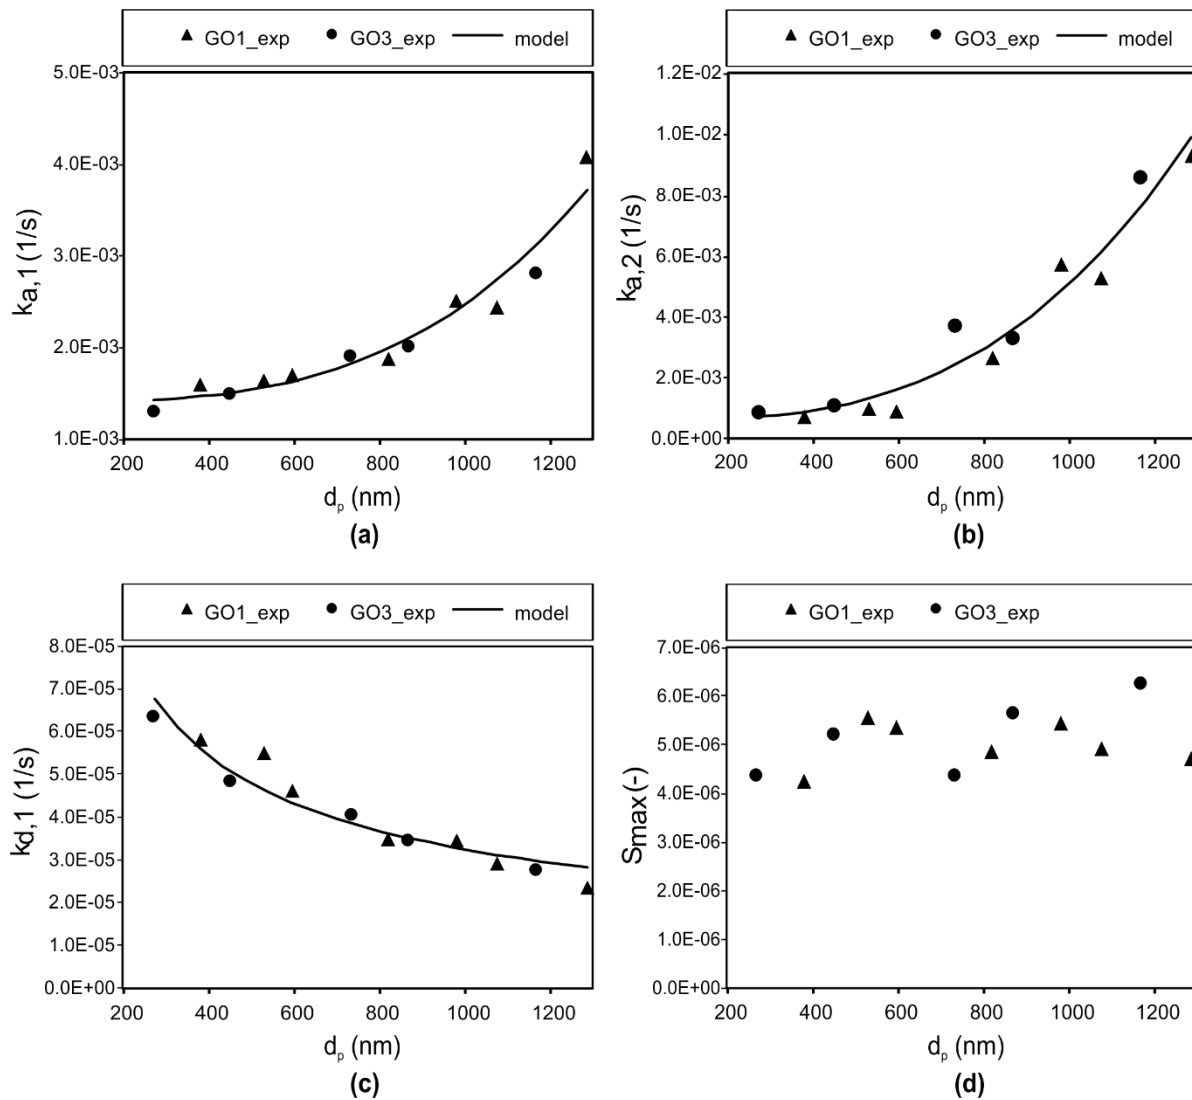 GO1_exp GO3_exp model
5.0E-03
4.0E-03
3.0E-03
2.0E-03
1.0E-03
ka,1 (1/s)
200 400 600 800 1000 1200
dp (nm)
(a)
GO1_exp GO3_exp model
1.2E-02
1.0E-02
8.0E-03
6.0E-03
4.0E-03
2.0E-03
0.0E+00
ka,2 (1/s)
200 400 600 800 1000 1200
dp (nm)
(b)
GO1_exp GO3_exp model
8.0E-05
7.0E-05
6.0E-05
5.0E-05
4.0E-05
3.0E-05
2.0E-05
1.0E-05
0.0E+00
kd,1 (1/s)
200 400 600 800 1000 1200
dp (nm)
(c)
GO1_exp GO3_exp
7.0E-06
6.0E-06
5.0E-06
4.0E-06
3.0E-06
2.0E-06
1.0E-06
0.0E+00
Smax (-)
200 400 600 800 1000 1200
dp (nm)
(d)